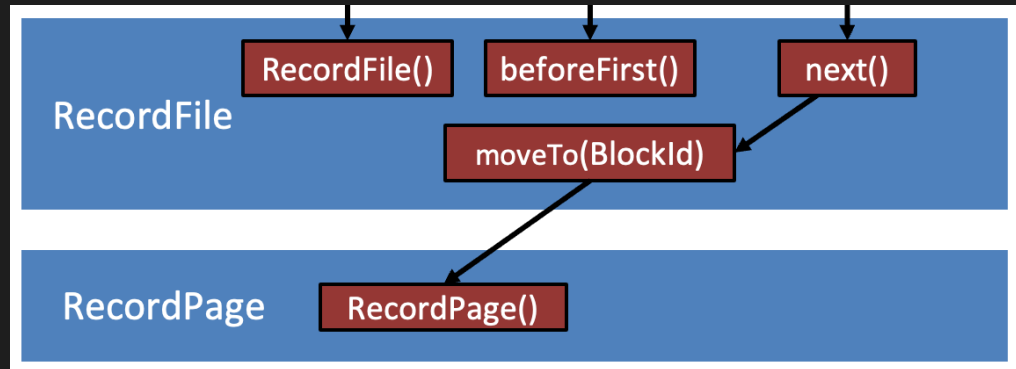 RecordFile() beforeFirst() next()
RecordFile
moveTo(BlockId)
RecordPage RecordPage()